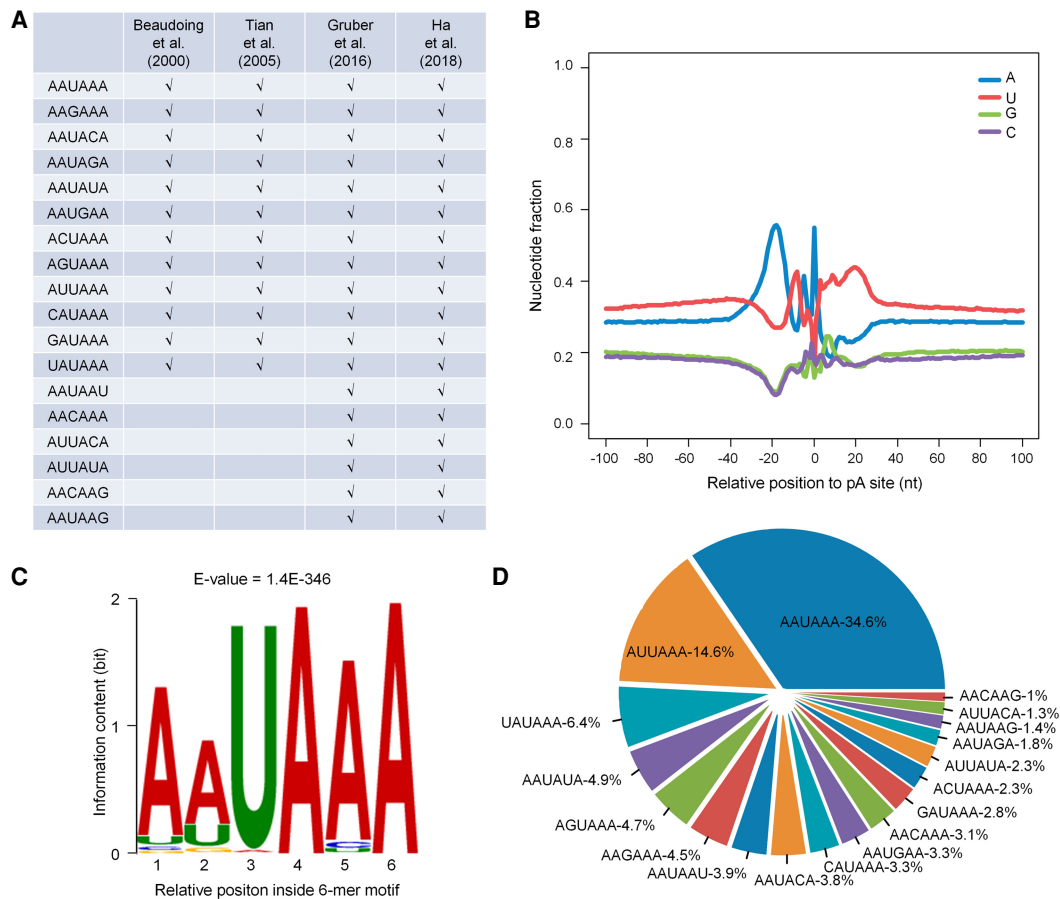 A
Beaudoing et al. (2000) Tian et al. (2005) Gruber et al. (2016) Ha et al. (2018)
AAUAAA √ √ √ √
AAGAAA √ √ √ √
AAUACA √ √ √ √
AAUAGA √ √ √ √
AAUAUA √ √ √ √
AAUGAA √ √ √ √
ACUAAA √ √ √ √
AGUAAA √ √ √ √
AUUAAA √ √ √ √
CAUAAA √ √ √ √
GAUAAA √ √ √ √
UAUAAA √ √ √ √
AAUAAU √ √
AACAAA √ √
AUUACA √ √
AUUAUA √ √
AACAAG √ √
AAUAAG √ √
B
Nucleotide fraction
1.0
0.8
0.6
0.4
0.2
0.0
A
U
G
C
-100 -80 -60 -40 -20 0 20 40 60 80 100
Relative position to pA site (nt)
C
E-value = 1.4E-346
Information content (bit)
2
1
0
A A U A A A
1 2 3 4 5 6
Relative positon inside 6-mer motif
D
AAUAAA-34.6%
AUUAAA-14.6%
UAUAAA-6.4%
AAUAUA-4.9%
AGUAAA-4.7%
AAGAAA-4.5%
AAUAAU-3.9%
AAUACA-3.8%
CAUAAA-3.3%
AAUGAA-3.3%
AACAAA-3.1%
GAUAAA-2.8%
ACUAAA-2.3%
AUUAUA-2.3%
AAUAGA-1.8%
AAUAAG-1.4%
AUUACA-1.3%
AACAAG-1%